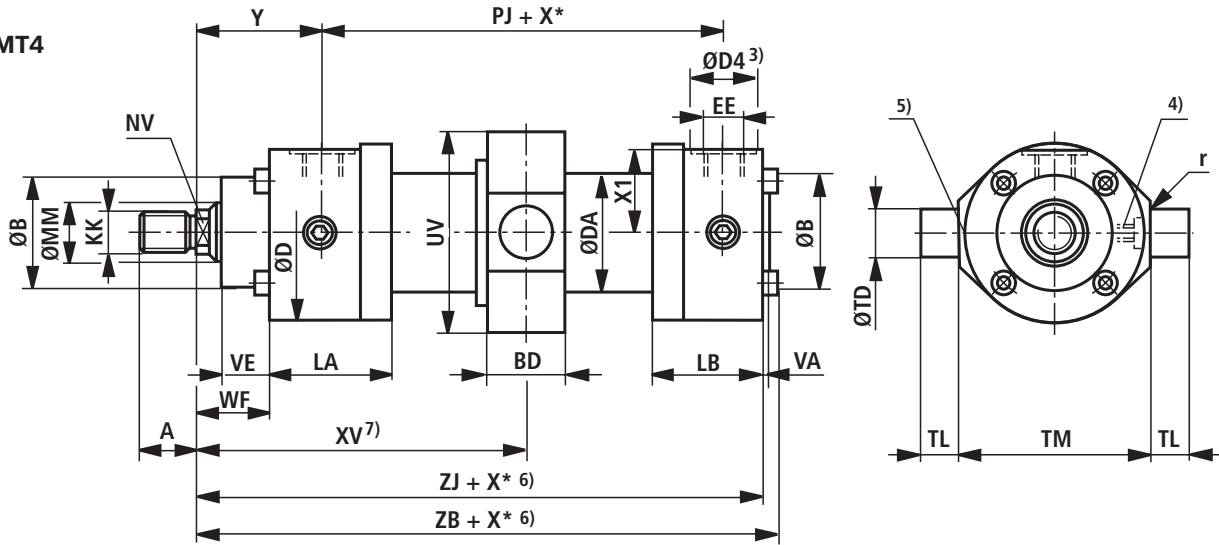 MT4
Y
PJ + X*
ØD4 3)
EE
NV
5)
4)
r
ØB
ØMM
KK
ØD
UV
ØDA
X1
ØB
ØTD
VE
LA
BD
LB
VA
WF
A
XV 7)
TL
TM
TL
ZJ + X* 6)
ZB + X* 6)